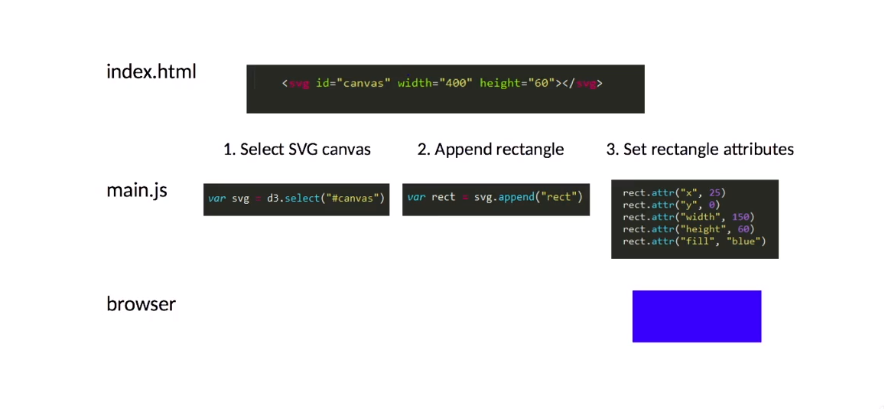 index.html
<svg id="canvas" width="400" height="60"></svg>
1. Select SVG canvas
2. Append rectangle
3. Set rectangle attributes
main.js
var svg = d3.select("#canvas")
var rect = svg.append("rect")
rect.attr("x", 25)
rect.attr("y", 0)
rect.attr("width", 150)
rect.attr("height", 60)
rect.attr("fill", "blue")
browser